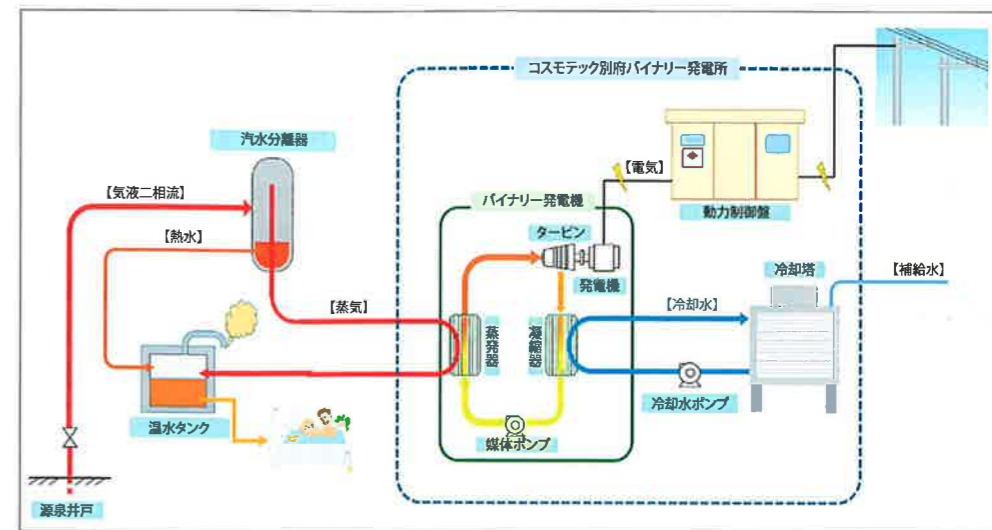 コスモテック別府バイナリー発電所
汽水分離器
【気液二相流】
【電気】
バイナリー発電機
動力制御盤
タービン
【熱水】
発電機
冷却塔
【補給水】
【蒸気】
【冷却水】
蒸発器
凝縮器
冷却水ポンプ
温水タンク
媒体ポンプ
源泉井戸